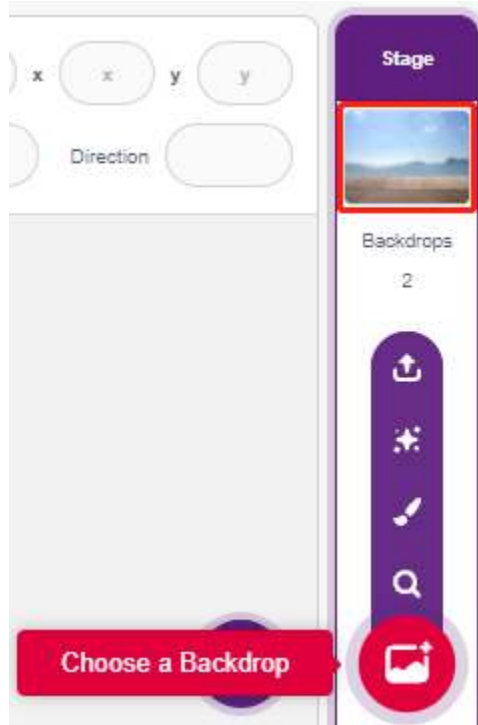 Stage
x x y y
Direction
Backdrops
2
Choose a Backdrop